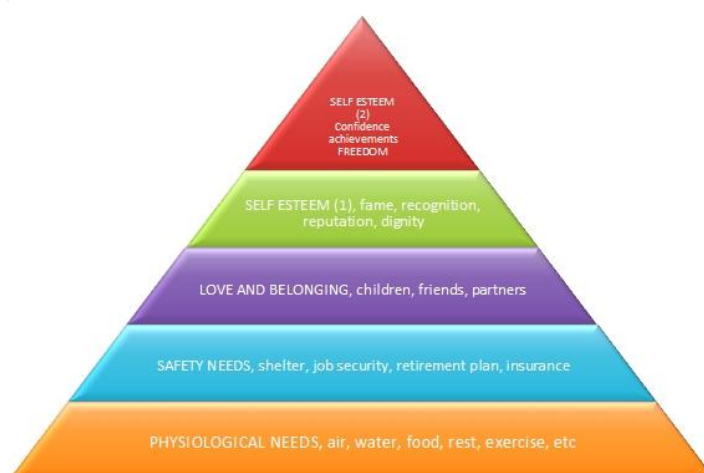 SELF ESTEEM
(2)
Confidence
achievements
FREEDOM
SELF ESTEEM (1), fame, recognition,
reputation, dignity
LOVE AND BELONGING, children, friends, partners
SAFETY NEEDS, shelter, job security, retirement plan, insurance
PHYSIOLOGICAL NEEDS, air, water, food, rest, exercise, etc